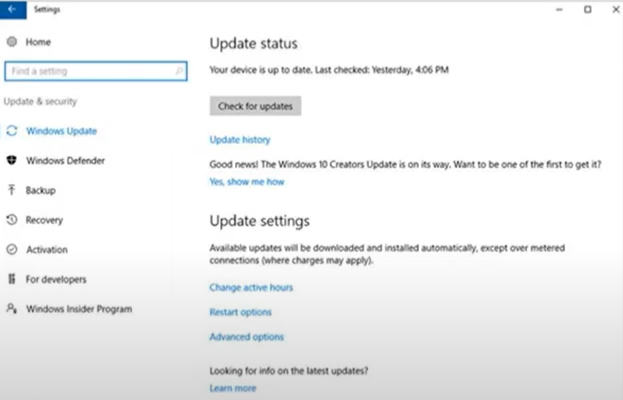 Settings
Home
Find a setting
Update & security
Windows Update
Windows Defender
Backup
Recovery
Activation
For developers
Windows Insider Program
Update status
Your device is up to date. Last checked: Yesterday, 4:06 PM
Check for updates
Update history
Good news! The Windows 10 Creators Update is on its way. Want to be one of the first to get it?
Yes, show me how
Update settings
Available updates will be downloaded and installed automatically, except over metered
connections (where charges may apply).
Change active hours
Restart options
Advanced options
Looking for info on the latest updates?
Learn more